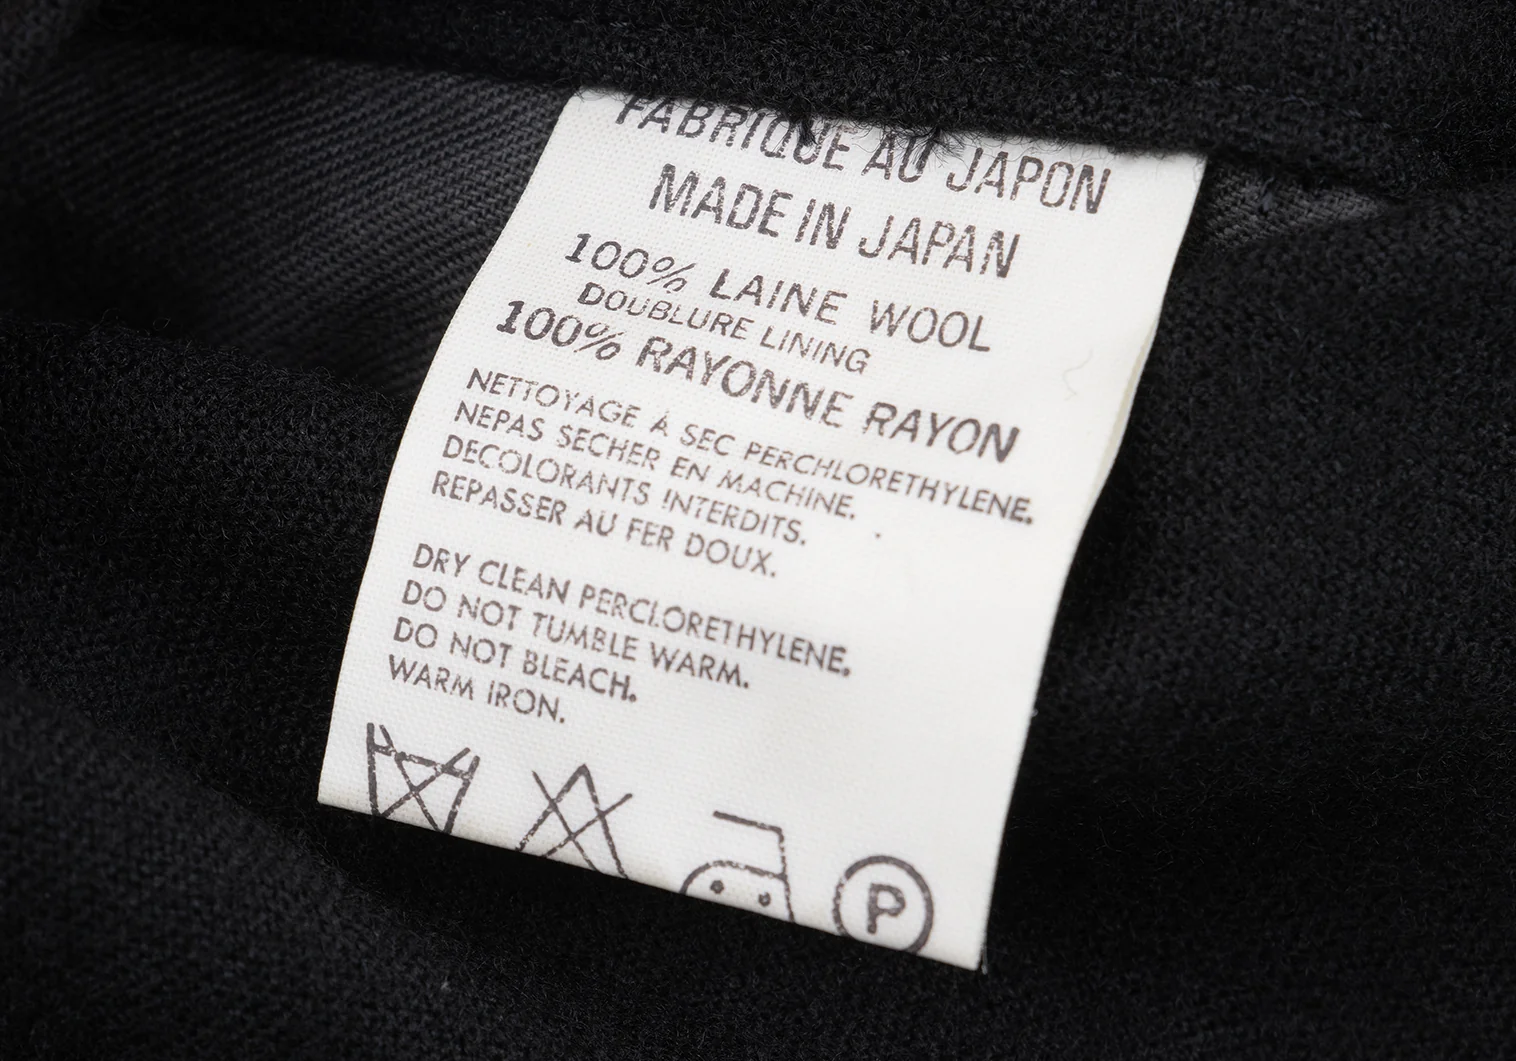 FABRIQUE AU JAPON
MADE IN JAPAN
100% LAINE WOOL
DOUBLURE LINING
100% RAYONNE RAYON
NETTOYAGE À SEC PERCHLORETHYLENE.
NEPAS SECHER EN MACHINE.
DECOLORANTS INTERDITS.
REPASSER AU FER DOUX.
DRY CLEAN PERCLORETHYLENE.
DO NOT TUMBLE WARM.
DO NOT BLEACH.
WARM IRON.
P